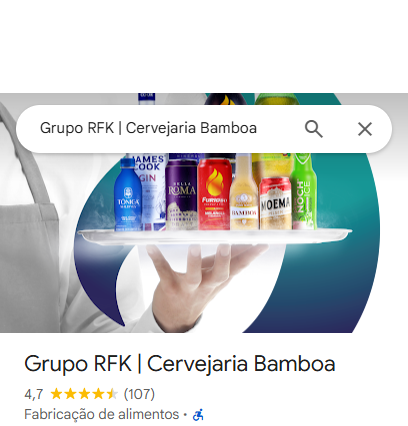 Grupo RFK | Cervejaria Bamboa
JAMES
COOK
GIN
TÔNICA
BELLA
ROMA
Furioso
BAMBOA
MOEMA
NOCH
Grupo RFK | Cervejaria Bamboa
4,7 (107)
Fabricação de alimentos ·